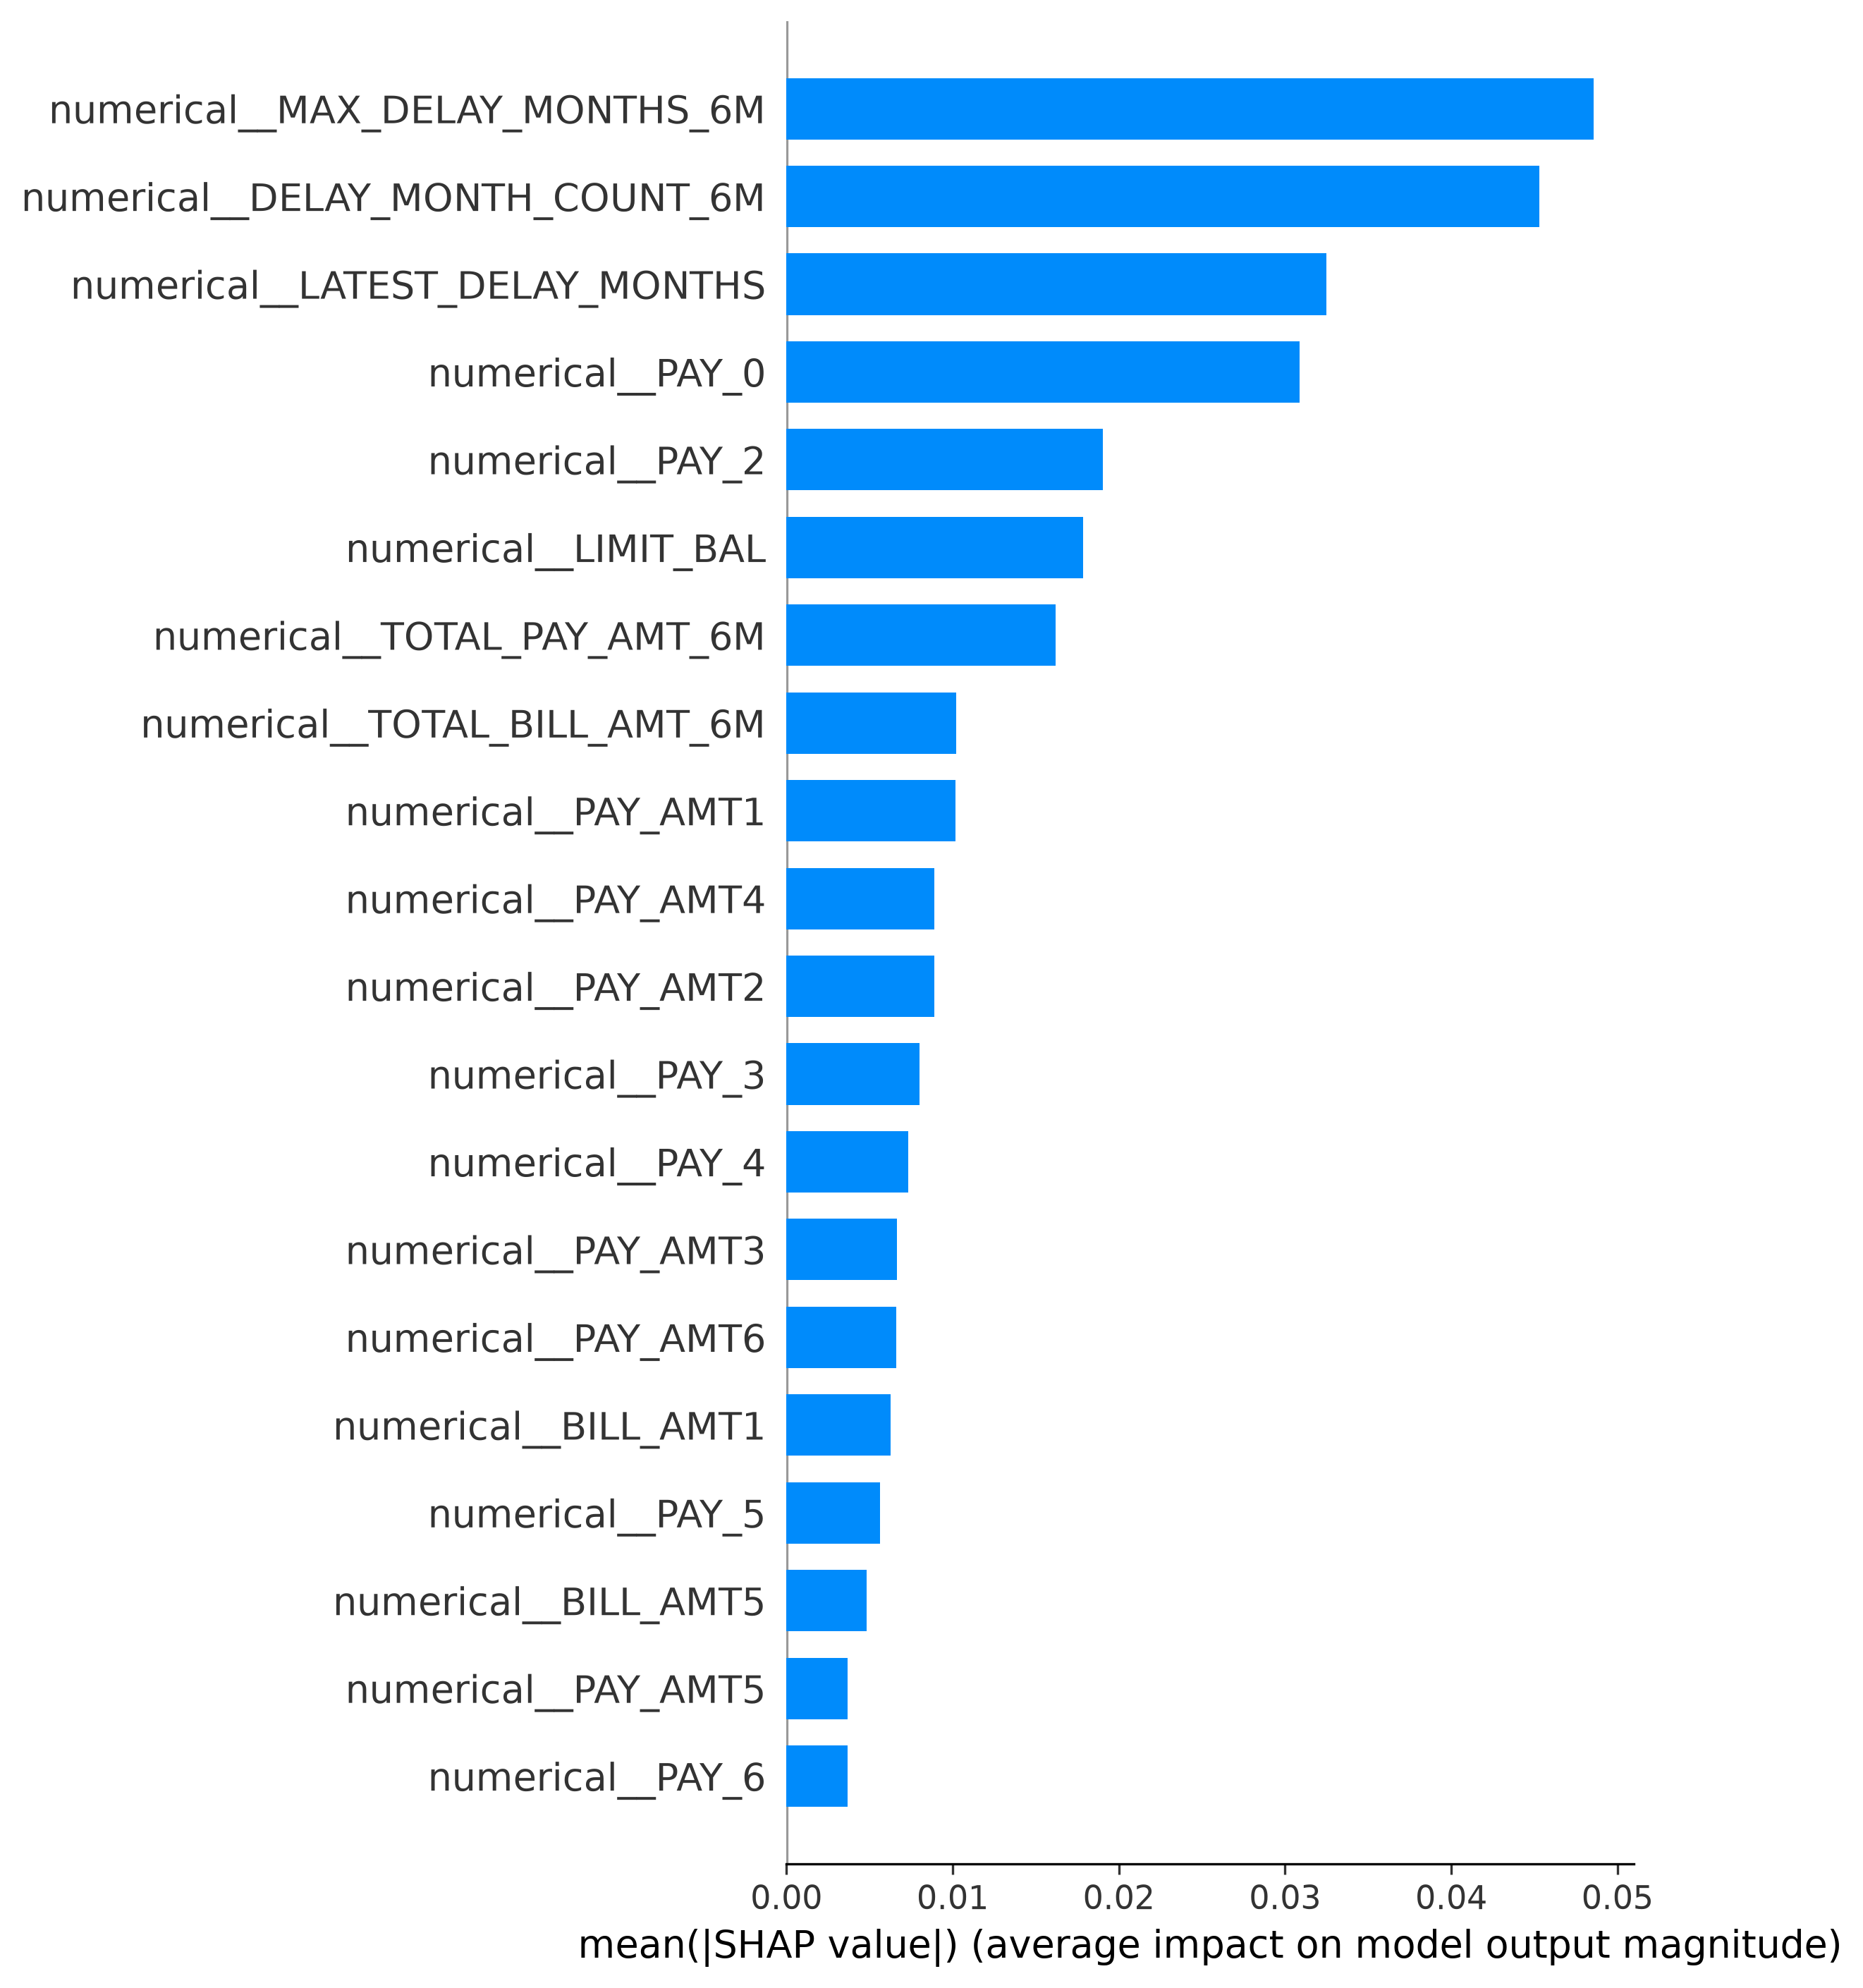 numerical__MAX_DELAY_MONTHS_6M
numerical__DELAY_MONTH_COUNT_6M
numerical__LATEST_DELAY_MONTHS
numerical__PAY_0
numerical__PAY_2
numerical__LIMIT_BAL
numerical__TOTAL_PAY_AMT_6M
numerical__TOTAL_BILL_AMT_6M
numerical__PAY_AMT1
numerical__PAY_AMT4
numerical__PAY_AMT2
numerical__PAY_3
numerical__PAY_4
numerical__PAY_AMT3
numerical__PAY_AMT6
numerical__BILL_AMT1
numerical__PAY_5
numerical__BILL_AMT5
numerical__PAY_AMT5
numerical__PAY_6
0.00 0.01 0.02 0.03 0.04 0.05
mean(|SHAP value|) (average impact on model output magnitude)